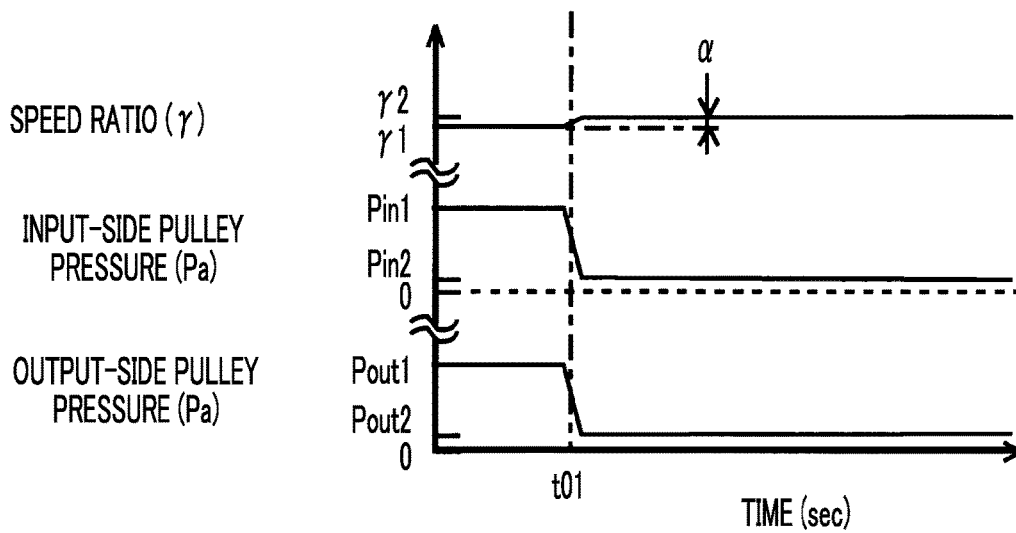 α
SPEED RATIO (γ)
γ2
γ1
INPUT-SIDE PULLEY
PRESSURE (Pa)
Pin1
Pin2
0
OUTPUT-SIDE PULLEY
PRESSURE (Pa)
Pout1
Pout2
0
t01
TIME (sec)